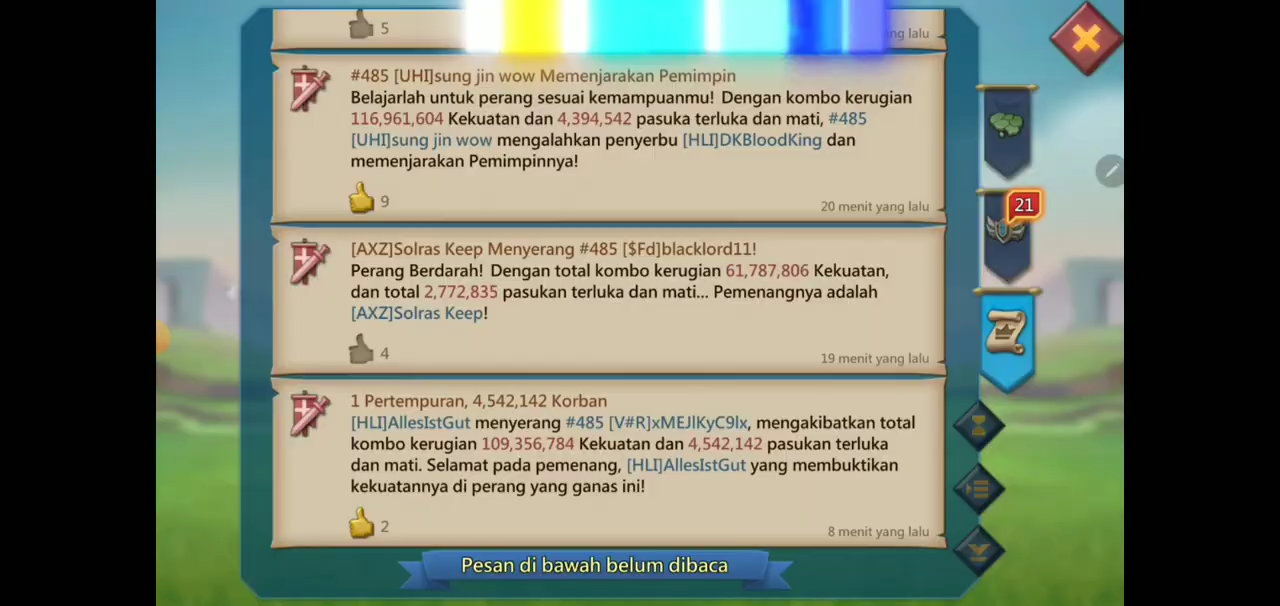 5
ng lalu
#485 [UHI]sung jin wow Memenjarakan Pemimpin
Belajarlah untuk perang sesuai kemampuanmu! Dengan kombo kerugian
116,961,604 Kekuatan dan 4,394,542 pasuka terluka dan mati, #485
[UHI]sung jin wow mengalahkan penyerbu [HLI]DKBloodKing dan
memenjarakan Pemimpinnya!
9
20 menit yang lalu
21
[AXZ]Solras Keep Menyerang #485 [$Fd]blacklord11!
Perang Berdarah! Dengan total kombo kerugian 61,787,806 Kekuatan,
dan total 2,772,835 pasukan terluka dan mati... Pemenangnya adalah
[AXZ]Solras Keep!
4
19 menit yang lalu
1 Pertempuran, 4,542,142 Korban
[HLI]AllesIstGut menyerang #485 [V#R]xMEJlKyC9lx, mengakibatkan total
kombo kerugian 109,356,784 Kekuatan dan 4,542,142 pasukan terluka
dan mati. Selamat pada pemenang, [HLI]AllesIstGut yang membuktikan
kekuatannya di perang yang ganas ini!
2
8 menit yang lalu
Pesan di bawah belum dibaca